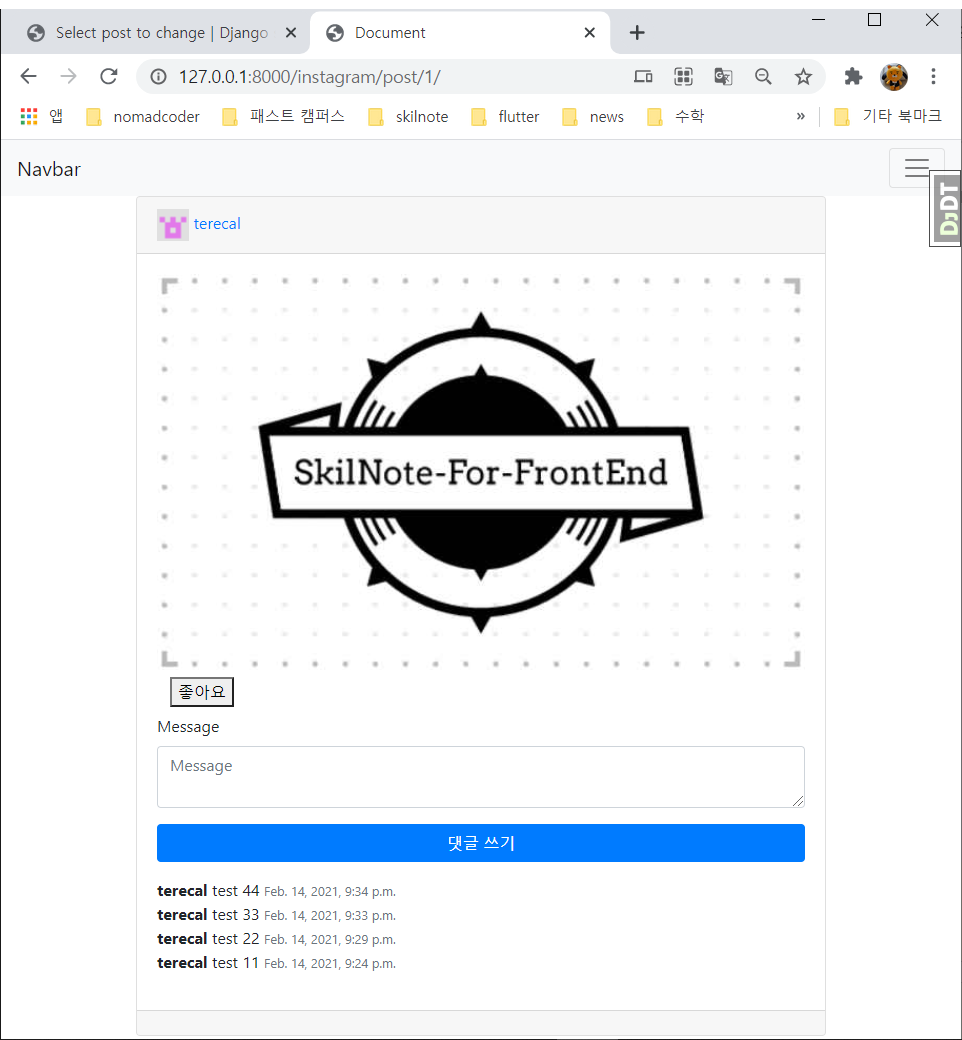 Select post to change | Django
Document
127.0.0.1:8000/instagram/post/1/
앱 nomadcoder 패스트 캠퍼스 skilnote flutter news 수학 » 기타 북마크
Navbar
DJDT
terecal
SkilNote-For-FrontEnd
좋아요
Message
Message
댓글 쓰기
terecal test 44 Feb. 14, 2021, 9:34 p.m.
terecal test 33 Feb. 14, 2021, 9:33 p.m.
terecal test 22 Feb. 14, 2021, 9:29 p.m.
terecal test 11 Feb. 14, 2021, 9:24 p.m.